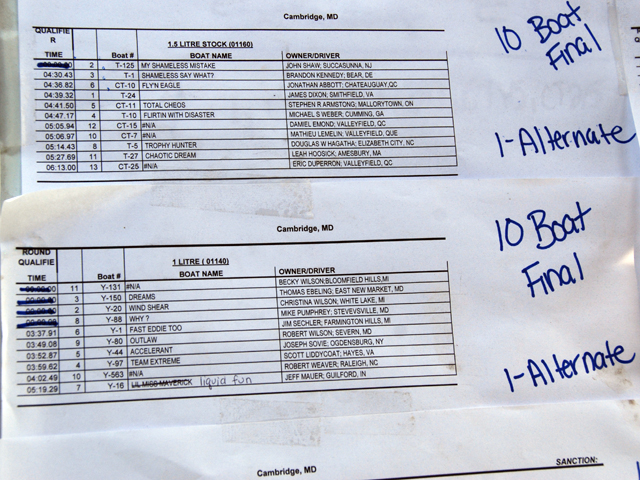 Cambridge, MD
QUALIFIE
R
TIME
1.5 LITRE STOCK (01160)
Boat # BOAT NAME OWNER/DRIVER
2 T-125 MY SHAMELESS MISTAKE JOHN SHAW; SUCCASUNNA, NJ
04:30.43 3 T-1 SHAMELESS SAY WHAT? BRANDON KENNEDY; BEAR, DE
04:36.82 6 CT-10 FLYN EAGLE JONATHAN ABBOTT; CHATEAUGUAY,QC
04:39.32 1 T-24 JAMES DIXON; SMITHFIELD, VA
04:41.50 5 CT-11 TOTAL CHEOS STEPHEN R ARMSTONG; MALLORYTOWN, ON
04:47.17 4 T-10 FLIRTIN WITH DISASTER MICHAEL S WEBER; CUMMING, GA
05:05.94 12 CT-15 #N/A DANIEL EMOND; VALLEYFIELD, QC
05:06.97 10 CT-7 #N/A MATHIEU LEMELIN; VALLEYFIELD, QUE
05:14.43 8 T-5 TROPHY HUNTER DOUGLAS W HAGATHA; ELIZABETH CITY, NC
05:27.69 11 T-27 CHAOTIC DREAM LEAH HOOSICK; AMESBURY, MA
06:13.00 13 CT-25 #N/A ERIC DUPERRON; VALLEYFIELD, QC
10 Boat
Final
1-Alternate
Cambridge, MD
ROUND
QUALIFIE
TIME
1 LITRE ( 01140)
Boat # BOAT NAME OWNER/DRIVER
11 Y-131 #N/A BECKY WILSON;BLOOMFIELD HILLS,MI
3 Y-150 DREAMS THOMAS EBELING; EAST NEW MARKET, MD
2 Y-20 WIND SHEAR CHRISTINA WILSON; WHITE LAKE, MI
8 Y-88 WHY ? MIKE PUMPHREY; STEVEVSVILLE, MD
03:37.91 6 Y-1 FAST EDDIE TOO JIM SECHLER; FARMINGTON HILLS, MI
03:49.08 9 Y-80 OUTLAW ROBERT WILSON; SEVERN, MD
03:52.87 5 Y-44 ACCELERANT JOSEPH SOVIE; OGDENSBURG, NY
03:59.62 4 Y-97 TEAM EXTREME SCOTT LIDDYCOAT; HAYES, VA
04:02.49 10 Y-563 #N/A ROBERT WEAVER; RALEIGH, NC
05:19.29 7 Y-16 LIL MISS MAVERICK liquid fun JEFF MAUER; GUILFORD, IN
10 Boat
Final
1-Alternate
Cambridge, MD
SANCTION: